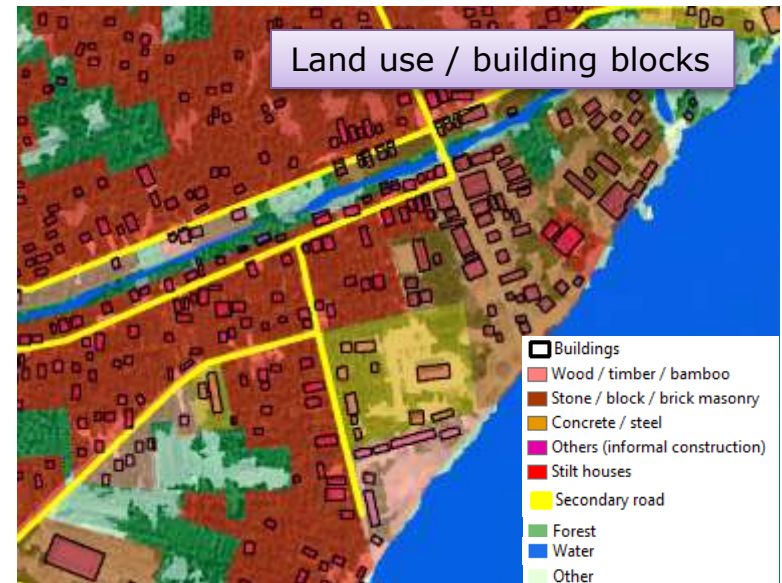 Land use / building blocks
Buildings
Wood / timber / bamboo
Stone / block / brick masonry
Concrete / steel
Others (informal construction)
Stilt houses
Secondary road
Forest
Water
Other